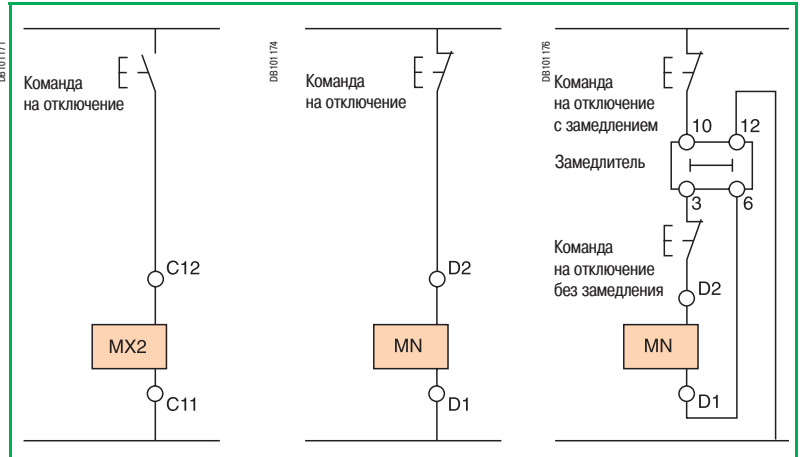 DB101171
Команда
на отключение
C12
MX2
C11
DB101174
Команда
на отключение
D2
MN
D1
DB101176
Команда
на отключение
с замедлением
10
12
Замедлитель
3
6
Команда
на отключение
без замедления
D2
MN
D1